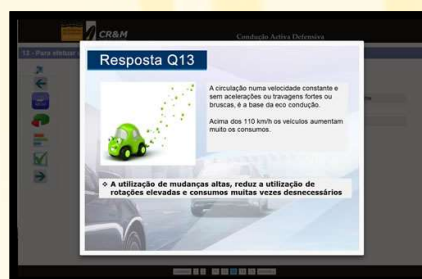 CR&M
Condução Activa Defensiva
13 - Para efetuar
Resposta Q13
A circulação numa velocidade constante e
sem acelerações ou travagens fortes ou
bruscas, é a base da eco condução.
Acima dos 110 km/h os veículos aumentam
muito os consumos.
❖ A utilização de mudanças altas, reduz a utilização de
rotações elevadas e consumos muitas vezes desnecessários